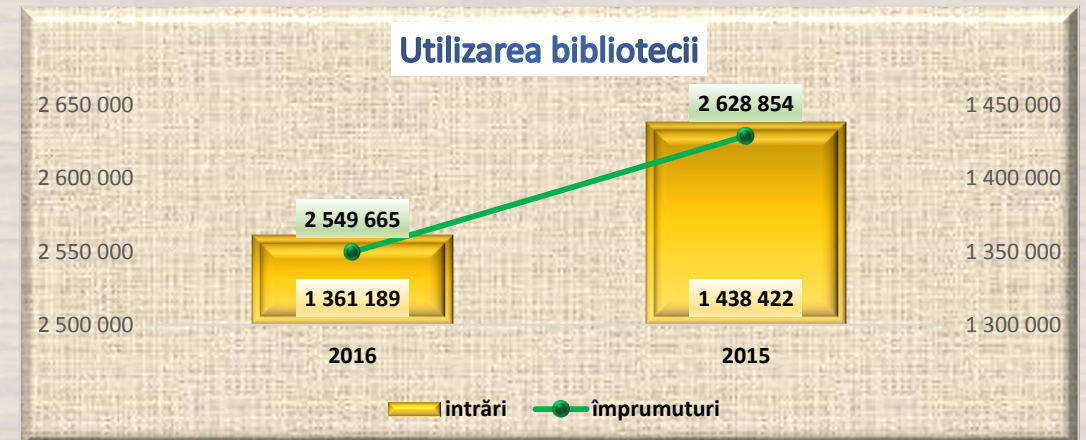 Utilizarea bibliotecii
2 650 000
2 628 854
1 450 000
2 600 000
1 400 000
2 549 665
2 550 000
1 350 000
1 361 189
1 438 422
2 500 000
1 300 000
2016
2015
intrări
împrumuturi